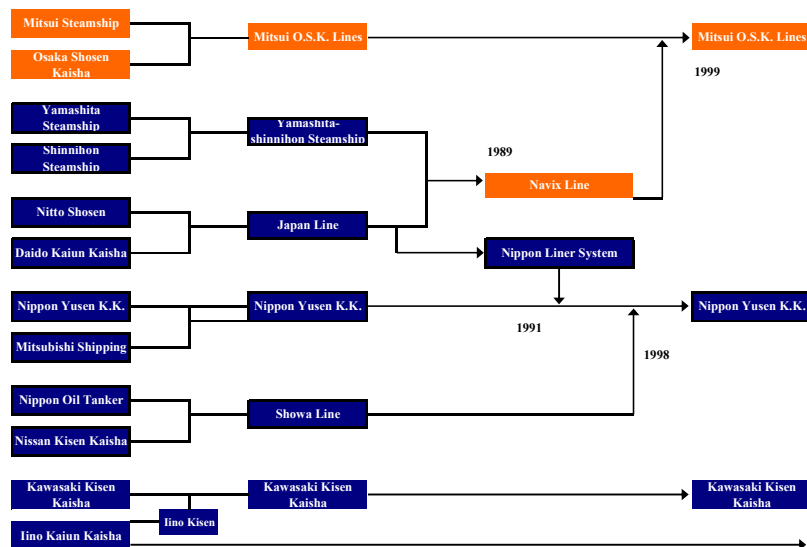 Mitsui Steamship
Mitsui O.S.K. Lines
Mitsui O.S.K. Lines
Osaka Shosen
Kaisha
1999
Yamashita
Steamship
Yamashita-
shinnihon Steamship
Shinnihon
Steamship
1989
Navix Line
Nitto Shosen
Japan Line
Daido Kaiun Kaisha
Nippon Liner System
Nippon Yusen K.K.
Nippon Yusen K.K.
Nippon Yusen K.K.
1991
Mitsubishi Shipping
1998
Nippon Oil Tanker
Showa Line
Nissan Kisen Kaisha
Kawasaki Kisen
Kaisha
Kawasaki Kisen
Kaisha
Kawasaki Kisen
Kaisha
Iino Kisen
Iino Kaiun Kaisha